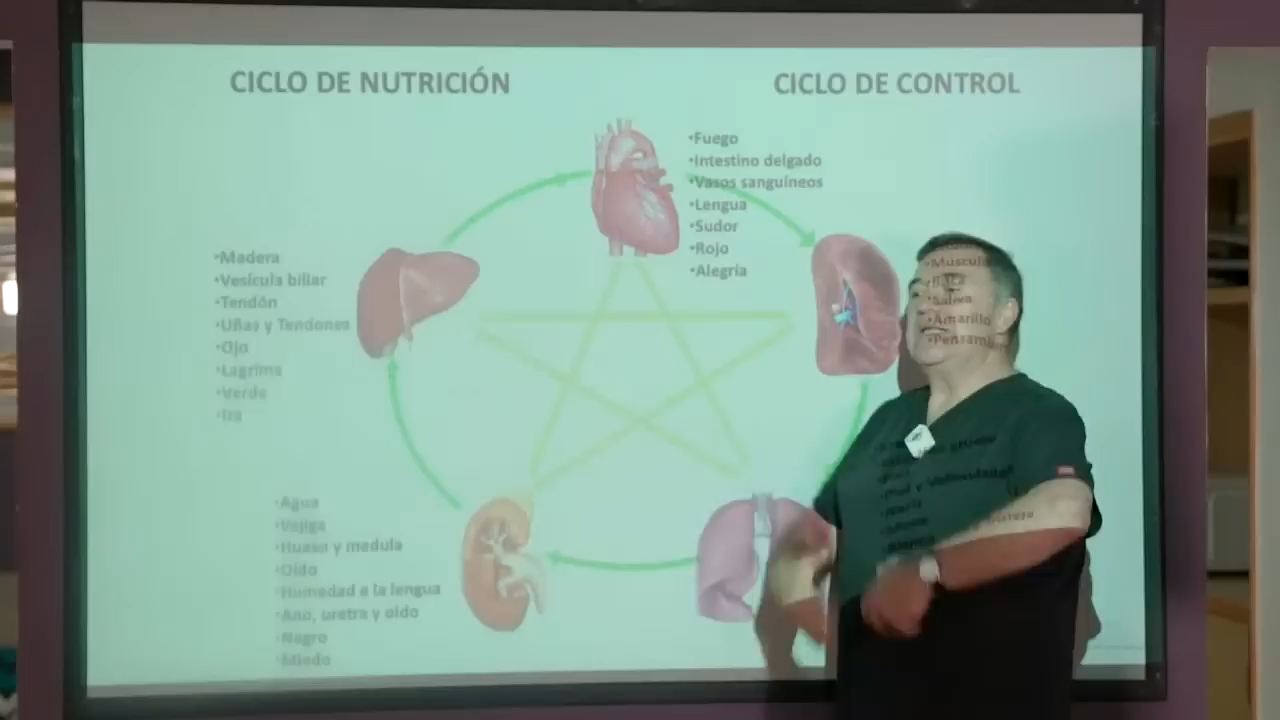 CICLO DE NUTRICIÓN
CICLO DE CONTROL
•Fuego
•Intestino delgado
•Vasos sanguíneos
•Lengua
•Sudor
•Rojo
•Alegría
•Madera
•Vesícula biliar
•Tendón
•Uñas y Tendones
•Ojo
•Lagrima
•Verde
•Ira
•Saliva
•Amarillo
•Agua
•Vejiga
•Hueso y medula
•Oído
•Humedad a la lengua
•Ano, uretra y oído
•Negro
•Miedo